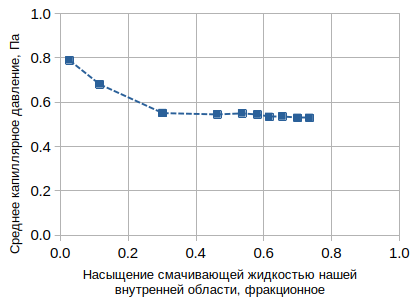 1.0
0.8
0.6
0.4
0.2
0.0
Среднее капиллярное давление, Па
0.0 0.2 0.4 0.6 0.8 1.0
Насыщение смачивающей жидкостью нашей
внутренней области, фракционное